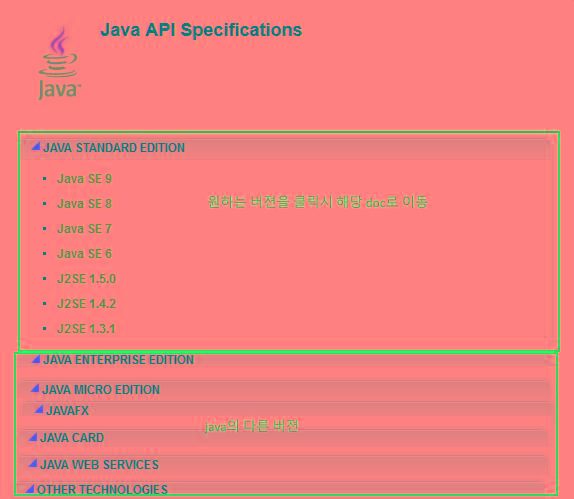 Java API Specifications
Java™
JAVA STANDARD EDITION
Java SE 9
Java SE 8
원하는 버젼을 클릭시 해당 doc로 이동
Java SE 7
Java SE 6
J2SE 1.5.0
J2SE 1.4.2
J2SE 1.3.1
JAVA ENTERPRISE EDITION
JAVA MICRO EDITION
JAVAFX
java의 다른 버젼
JAVA CARD
JAVA WEB SERVICES
OTHER TECHNOLOGIES